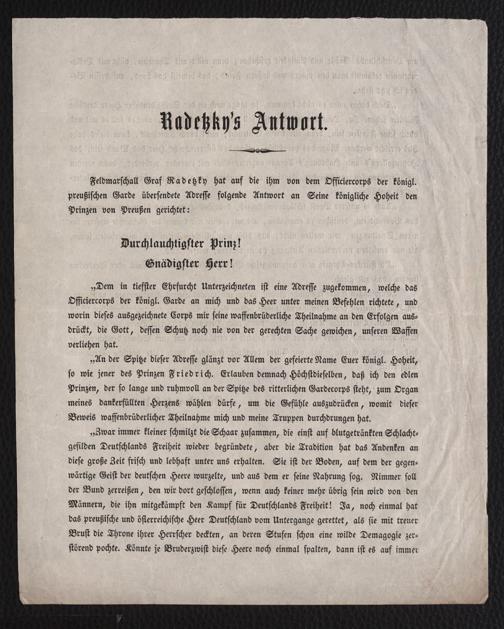 Radetzky's Antwort.
Feldmarschall Graf Radetzky hat auf die ihm von dem Officiercorps der königl.
preußischen Garde übersendete Adresse folgende Antwort an Seine königliche Hoheit den
Prinzen von Preußen gerichtet:
Durchlauchtigster Prinz!
Gnädigster Herr!
„Dem in tiefster Ehrfurcht Unterzeichneten ist eine Adresse zugekommen, welche das
Officiercorps der königl. Garde an mich und das Heer unter meinen Befehlen richtete, und
worin dieses ausgezeichnete Corps mir seine waffenbrüderliche Theilnahme an den Erfolgen aus-
drückt, die Gott, dessen Schutz noch nie von der gerechten Sache gewichen, unseren Waffen
verliehen hat.
„An der Spitze dieser Adresse glänzt vor Allem der gefeierte Name Euer königl. Hoheit,
so wie jener des Prinzen Friedrich. Erlauben demnach Höchstdieselben, daß ich den edlen
Prinzen, der so lange und ruhmvoll an der Spitze des ritterlichen Gardecorps steht, zum Organ
meines dankerfüllten Herzens wählen dürfe, um die Gefühle auszudrücken, womit dieser
Beweis waffenbrüderlicher Theilnahme mich und meine Truppen durchdrungen hat.
„Zwar immer kleiner schmilzt die Schaar zusammen, die einst auf blutgetränkten Schlacht-
gefilden Deutschlands Freiheit wieder begründete, aber die Tradition hat das Andenken an
diese große Zeit frisch und lebhaft unter uns erhalten. Sie ist der Boden, auf dem der gegen-
wärtige Geist der deutschen Heere wurzelte, und aus dem er seine Nahrung sog. Nimmer soll
der Bund zerreißen, den wir dort geschlossen, wenn auch keiner mehr übrig sein wird von den
Männern, die ihn mitgekämpft den Kampf für Deutschlands Freiheit! Ja, noch einmal hat
das preußische und österreichische Heer Deutschland vom Untergange gerettet, als sie mit treuer
Brust die Throne ihrer Herrscher deckten, an deren Stufen schon eine wilde Demagogie zer-
störend pochte. Könnte je Bruderzwist diese Heere noch einmal spalten, dann ist es auf immer